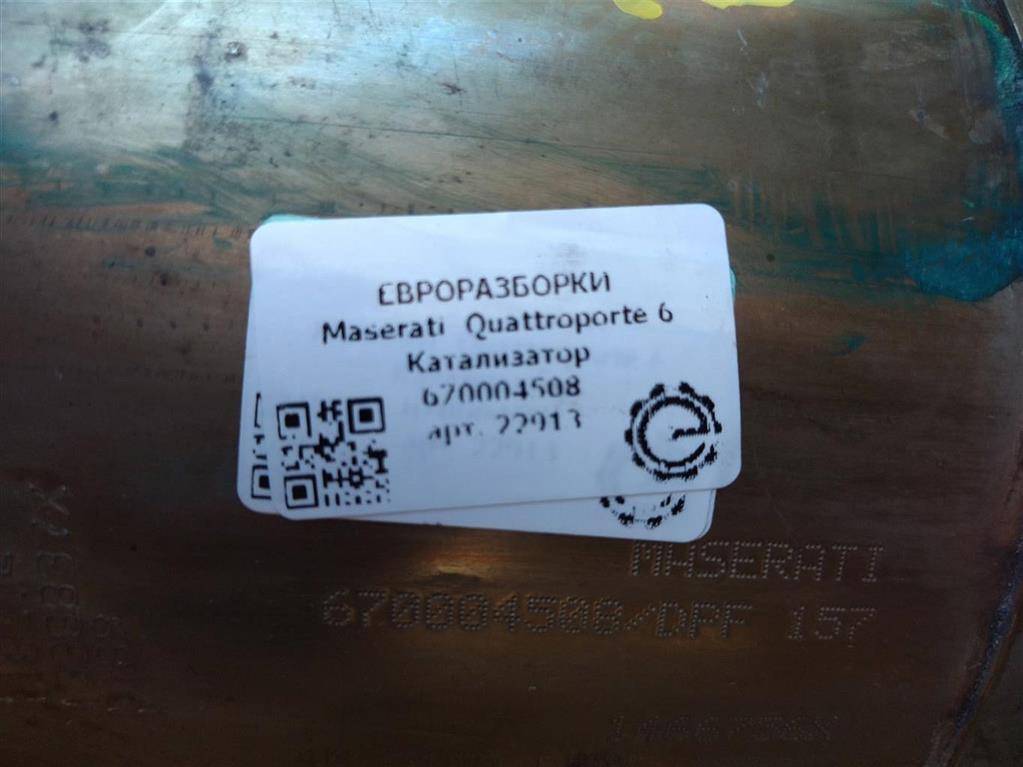 ЕВРОРАЗБОРКИ
Maserati Quattroporte 6
Катализатор
670004508
арт. 22913
MASERATI
670004508/DPF 157